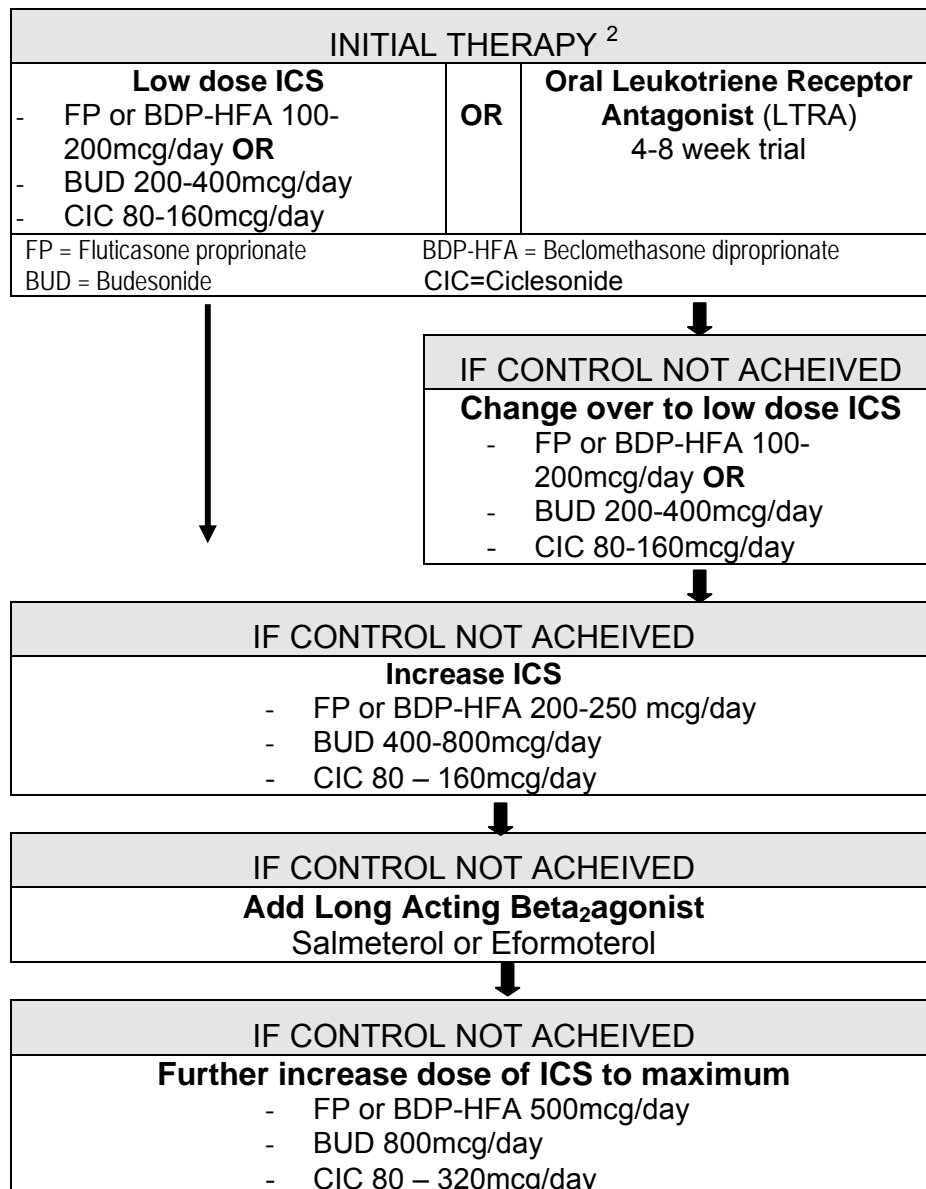 INITIAL THERAPY 2
Low dose ICS
- FP or BDP-HFA 100-
200mcg/day OR
- BUD 200-400mcg/day
- CIC 80-160mcg/day
OR
Oral Leukotriene Receptor
Antagonist (LTRA)
4-8 week trial
FP = Fluticasone proprionate BDP-HFA = Beclomethasone diproprionate
BUD = Budesonide CIC=Ciclesonide
IF CONTROL NOT ACHEIVED
Change over to low dose ICS
- FP or BDP-HFA 100-
200mcg/day OR
- BUD 200-400mcg/day
- CIC 80-160mcg/day
IF CONTROL NOT ACHEIVED
Increase ICS
- FP or BDP-HFA 200-250 mcg/day
- BUD 400-800mcg/day
- CIC 80 – 160mcg/day
IF CONTROL NOT ACHEIVED
Add Long Acting Beta2agonist
Salmeterol or Eformoterol
IF CONTROL NOT ACHEIVED
Further increase dose of ICS to maximum
- FP or BDP-HFA 500mcg/day
- BUD 800mcg/day
- CIC 80 – 320mcg/day